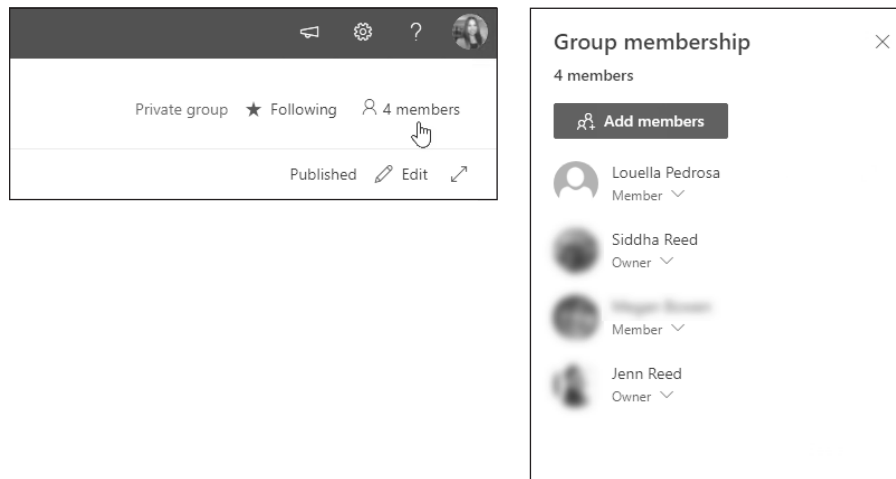 ?
Private group Following 4 members
Published Edit
Group membership
4 members
Add members
Louella Pedrosa
Member
Siddha Reed
Owner
Member
Jenn Reed
Owner